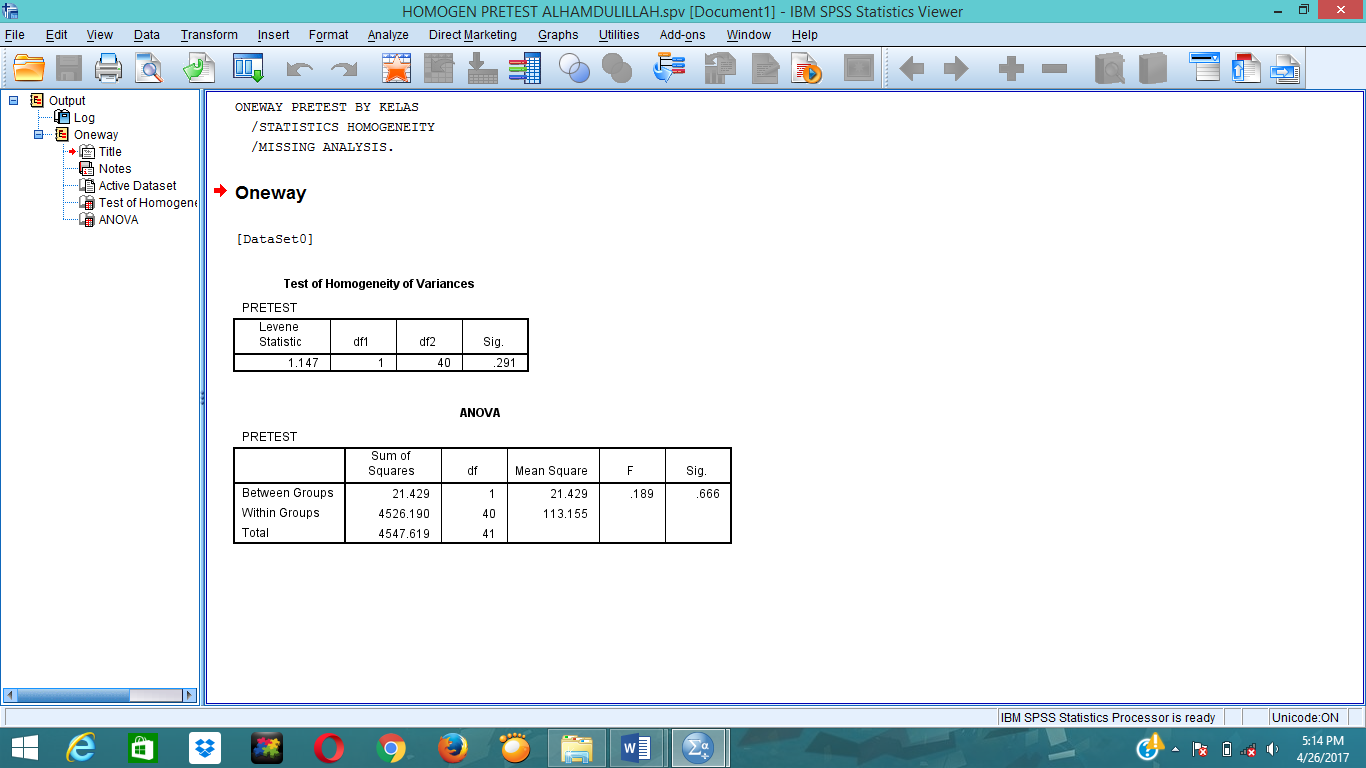 HOMOGEN PRETEST ALHAMDULILLAH.spv [Document1] - IBM SPSS Statistics Viewer
File Edit View Data Transform Insert Format Analyze Direct Marketing Graphs Utilities Add-ons Window Help
Output
Log
Oneway
Title
Notes
Active Dataset
Test of Homogene
ANOVA
ONEWAY PRETEST BY KELAS
/STATISTICS HOMOGENEITY
/MISSING ANALYSIS.
Oneway
[DataSet0]
Test of Homogeneity of Variances
PRETEST
Levene
Statistic df1 df2 Sig.
1.147 1 40 .291
ANOVA
PRETEST
Sum of
Squares df Mean Square F Sig.
Between Groups 21.429 1 21.429 .189 .666
Within Groups 4526.190 40 113.155
Total 4547.619 41
IBM SPSS Statistics Processor is ready Unicode:ON
5:14 PM
4/26/2017